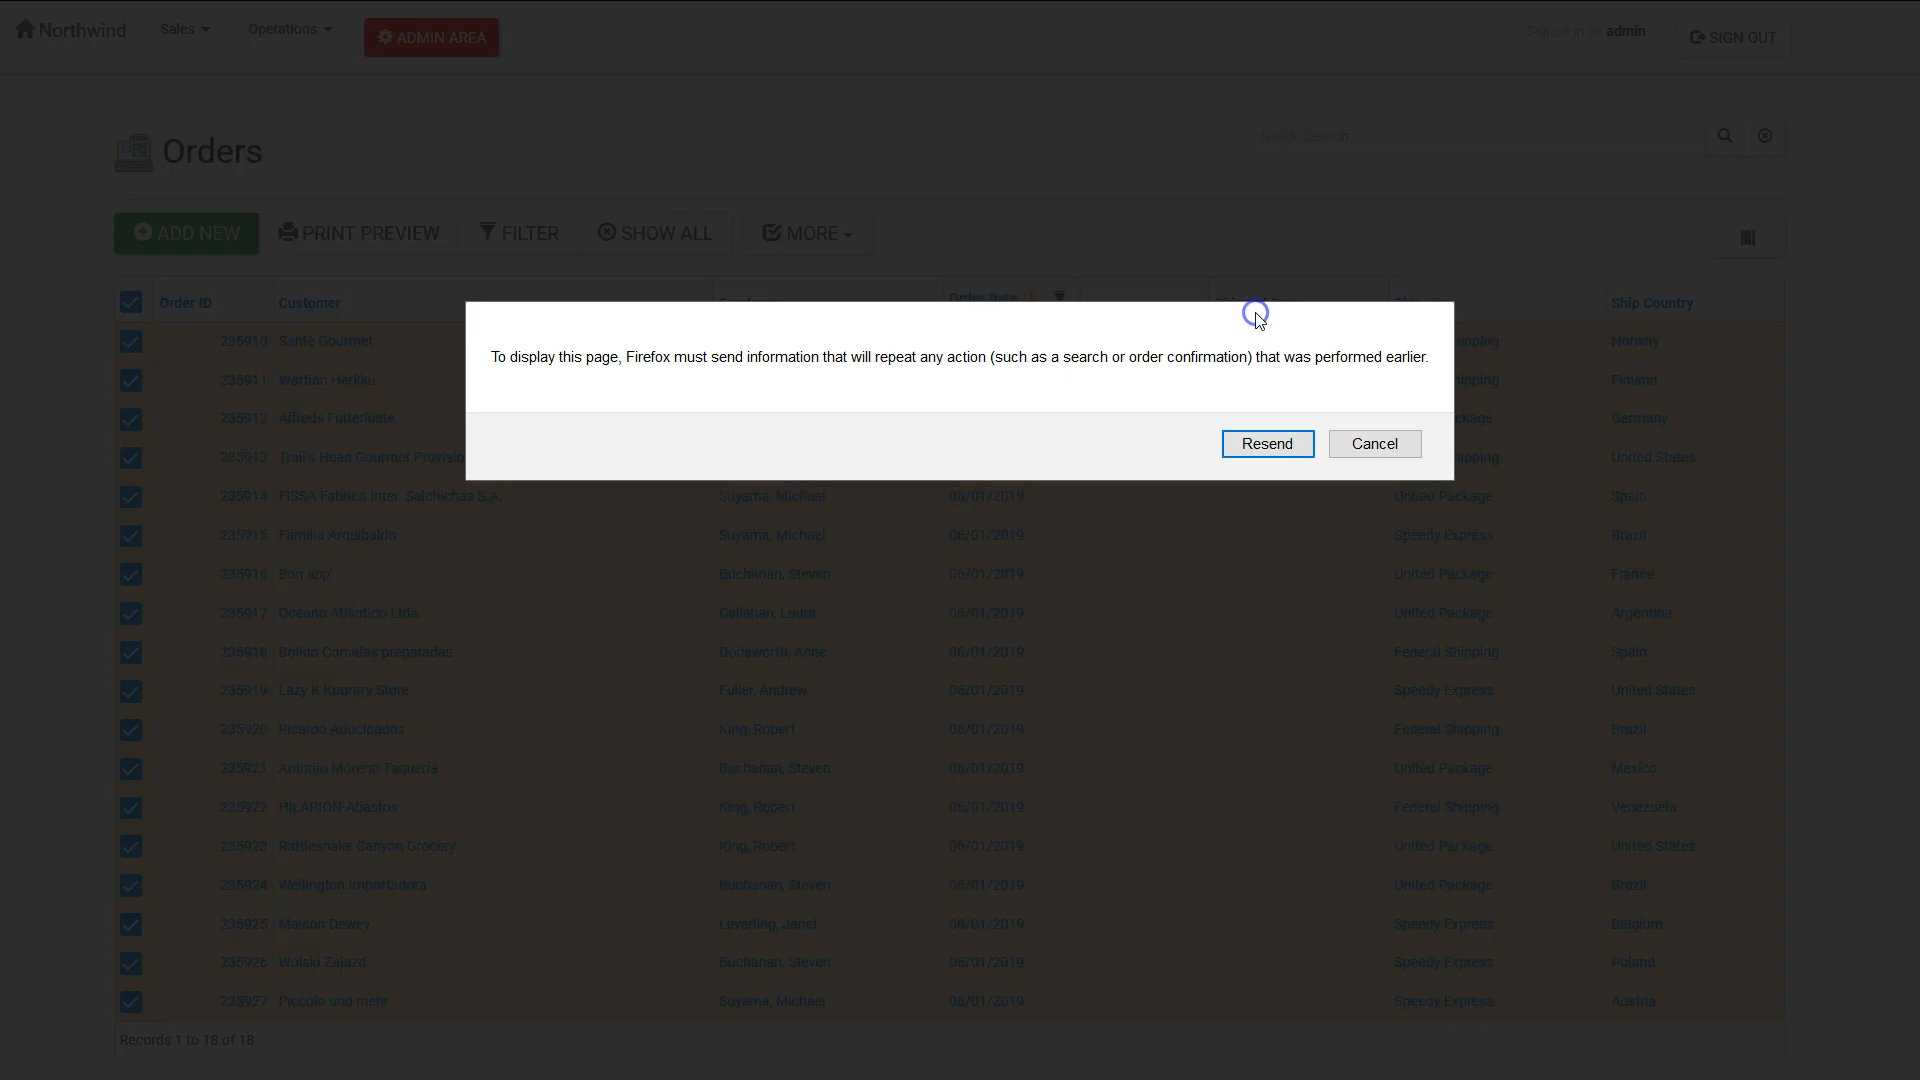 Northwind Sales Operations ADMIN AREA Signed in as admin SIGN OUT
Orders Quick Search
ADD NEW PRINT PREVIEW FILTER SHOW ALL MORE
Order ID Customer Order Date Ship Country
235910 Santé Gourmet hipping Norway
235911 Wartian Herkku hipping Finland
235912 Alfreds Futterkiste ckage Germany
235913 Trail's Head Gourmet Provisio hipping United States
To display this page, Firefox must send information that will repeat any action (such as a search or order confirmation) that was performed earlier.
Resend Cancel
235914 FISSA Fabrica Inter. Salchichas S.A. Suyama, Michael 06/01/2019 United Package Spain
235915 Familia Arquibaldo Suyama, Michael 06/01/2019 Speedy Express Brazil
235916 Bon app' Buchanan, Steven 06/01/2019 United Package France
235917 Océano Atlántico Ltda. Callahan, Laura 06/01/2019 United Package Argentina
235918 Bólido Comidas preparadas Dodsworth, Anne 06/01/2019 Federal Shipping Spain
235919 Lazy K Kountry Store Fuller, Andrew 06/01/2019 Speedy Express United States
235920 Ricardo Adocicados King, Robert 06/01/2019 Federal Shipping Brazil
235921 Antonio Moreno Taquería Buchanan, Steven 06/01/2019 United Package Mexico
235922 HILARION-Abastos King, Robert 06/01/2019 Federal Shipping Venezuela
235923 Rattlesnake Canyon Grocery King, Robert 06/01/2019 United Package United States
235924 Wellington Importadora Buchanan, Steven 06/01/2019 United Package Brazil
235925 Maison Dewey Leverling, Janet 06/01/2019 Speedy Express Belgium
235926 Wolski Zajazd Buchanan, Steven 06/01/2019 Speedy Express Poland
235927 Piccolo und mehr Suyama, Michael 06/01/2019 Speedy Express Austria
Records 1 to 18 of 18